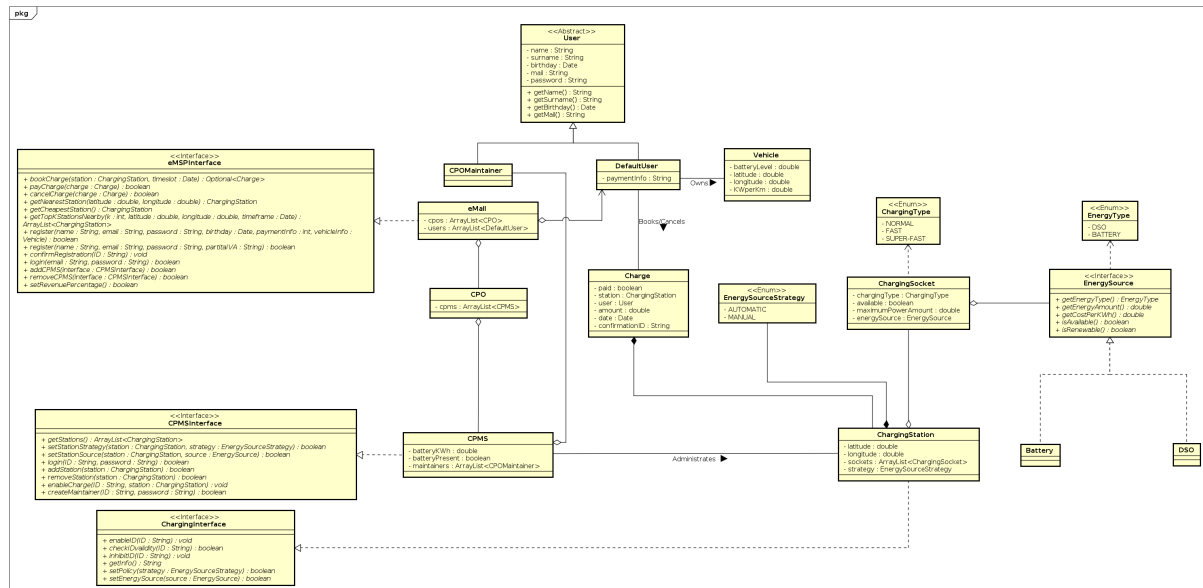 pkg
<<Abstract>>
User
- name : String
- surname : String
- birthday : Date
- mail : String
- password : String
+ getName() : String
+ getSurname() : String
+ getBirthday() : Date
+ getMail() : String
<<Interface>>
eMSPInterface
+ bookCharge(station : ChargingStation, timeslot : Date) : Optional<Charge>
+ payCharge(charge : Charge) : boolean
+ cancelCharge(charge : Charge) : boolean
+ getNearestStation(latitude : double, longitude : double) : ChargingStation
+ getCheapestStation() : ChargingStation
+ getTopKStationsNearby(k : int, latitude : double, longitude : double, timeframe : Date) :
ArrayList<ChargingStation>
+ register(name : String, email : String, password : String, birthday : Date, paymentInfo : Int, vehicleInfo :
Vehicle) : boolean
+ register(name : String, email : String, password : String, partitaIVA : String) : boolean
+ confirmRegistration(ID : String) : void
+ login(email : String, password : String) : boolean
+ addCPMS(interface : CPMSInterface) : boolean
+ removeCPMS(interface : CPMSInterface) : boolean
+ setRevenuePercentage() : boolean
CPOMaintainer
DefaultUser
- paymentInfo : String
Owns
Vehicle
- batteryLevel : double
- latitude : double
- longitude : double
- KWperKm : double
eMall
- cpos : ArrayList<CPO>
- users : ArrayList<DefaultUser>
Books/Cancels
<<Enum>>
ChargingType
- NORMAL
- FAST
- SUPER-FAST
<<Enum>>
EnergyType
- DSO
- BATTERY
CPO
- cpms : ArrayList<CPMS>
Charge
- paid : boolean
- station : ChargingStation
- user : User
- amount : double
- date : Date
- confirmationID : String
<<Enum>>
EnergySourceStrategy
- AUTOMATIC
- MANUAL
ChargingSocket
- chargingType : ChargingType
- available : boolean
- maximumPowerAmount : double
- energySource : EnergySource
<<Interface>>
EnergySource
+ getEnergyType() : EnergyType
+ getEnergyAmount() : double
+ getCostPerKWh() : double
+ isAvailable() : boolean
+ isRenewable() : boolean
<<Interface>>
CPMSInterface
+ getStations() : ArrayList<ChargingStation>
+ setStationStrategy(station : ChargingStation, strategy : EnergySourceStrategy) : boolean
+ setStationSource(station : ChargingStation, source : EnergySource) : boolean
+ login(ID : String, password : String) : boolean
+ addStation(station : ChargingStation) : boolean
+ removeStation(station : ChargingStation) : boolean
+ enableCharge(ID : String, station : ChargingStation) : void
+ createMaintainer(ID : String, password : String) : boolean
CPMS
- batteryKWh : double
- batteryPresent : boolean
- maintainers : ArrayList<CPOMaintainer>
Administrates
ChargingStation
- latitude : double
- longitude : double
- sockets : ArrayList<ChargingSocket>
- strategy : EnergySourceStrategy
Battery
DSO
<<Interface>>
ChargingInterface
+ enableID(ID : String) : void
+ checkIDvaildity(ID : String) : boolean
+ inhibitID(ID : String) : void
+ getInfo() : String
+ setPolicy(strategy : EnergySourceStrategy) : boolean
+ setEnergySource(source : EnergySource) : boolean